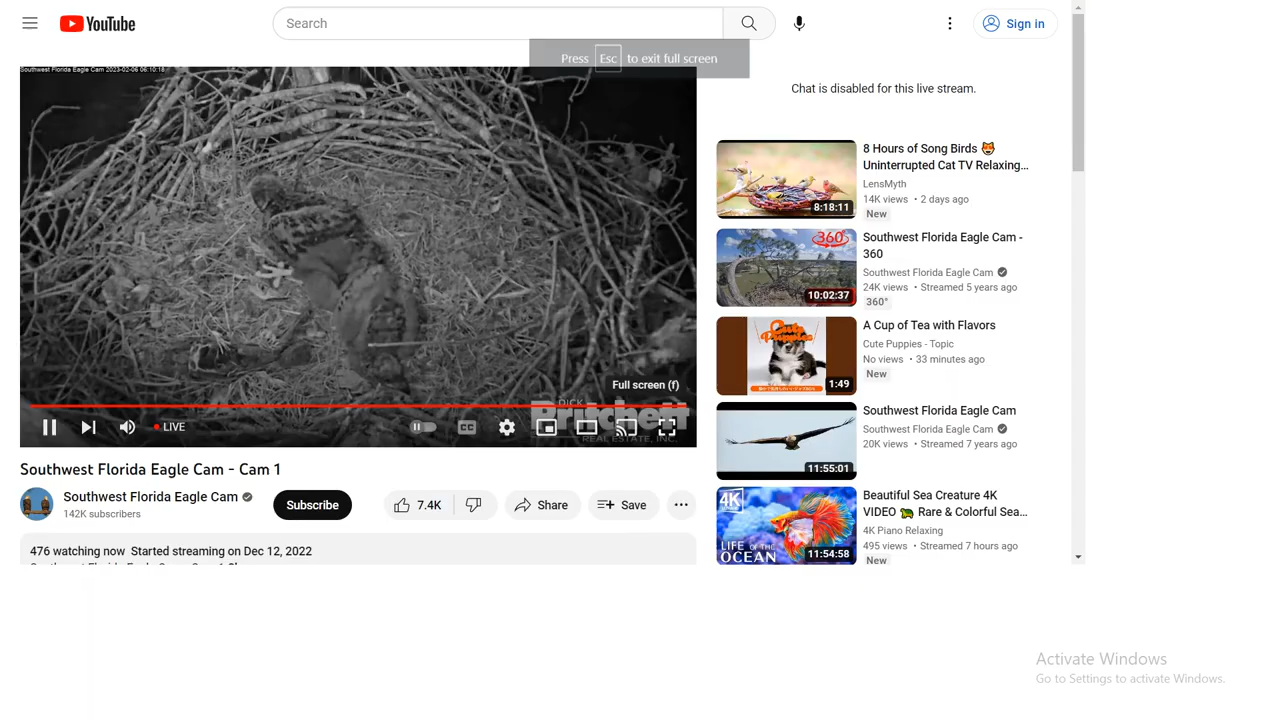 YouTube
Search
Sign in
Press Esc to exit full screen
Southwest Florida Eagle Cam 2023-02-06 06:10:18
Chat is disabled for this live stream.
Full screen (f)
DICK
Pritchett
REAL ESTATE, INC.
LIVE
CC
Southwest Florida Eagle Cam - Cam 1
Southwest Florida Eagle Cam
142K subscribers
Subscribe
7.4K
Share
Save
476 watching now Started streaming on Dec 12, 2022
8:18:11
8 Hours of Song Birds 😻
Uninterrupted Cat TV Relaxing...
LensMyth
14K views • 2 days ago
New
360°
10:02:37
Southwest Florida Eagle Cam -
360
Southwest Florida Eagle Cam
24K views • Streamed 5 years ago
360°
Cute
Puppies
1:49
A Cup of Tea with Flavors
Cute Puppies - Topic
No views • 33 minutes ago
New
11:55:01
Southwest Florida Eagle Cam
Southwest Florida Eagle Cam
20K views • Streamed 7 years ago
4K
LIFE OF THE
OCEAN
11:54:58
Beautiful Sea Creature 4K
VIDEO 🐢 Rare & Colorful Sea...
4K Piano Relaxing
495 views • Streamed 7 hours ago
New
Activate Windows
Go to Settings to activate Windows.